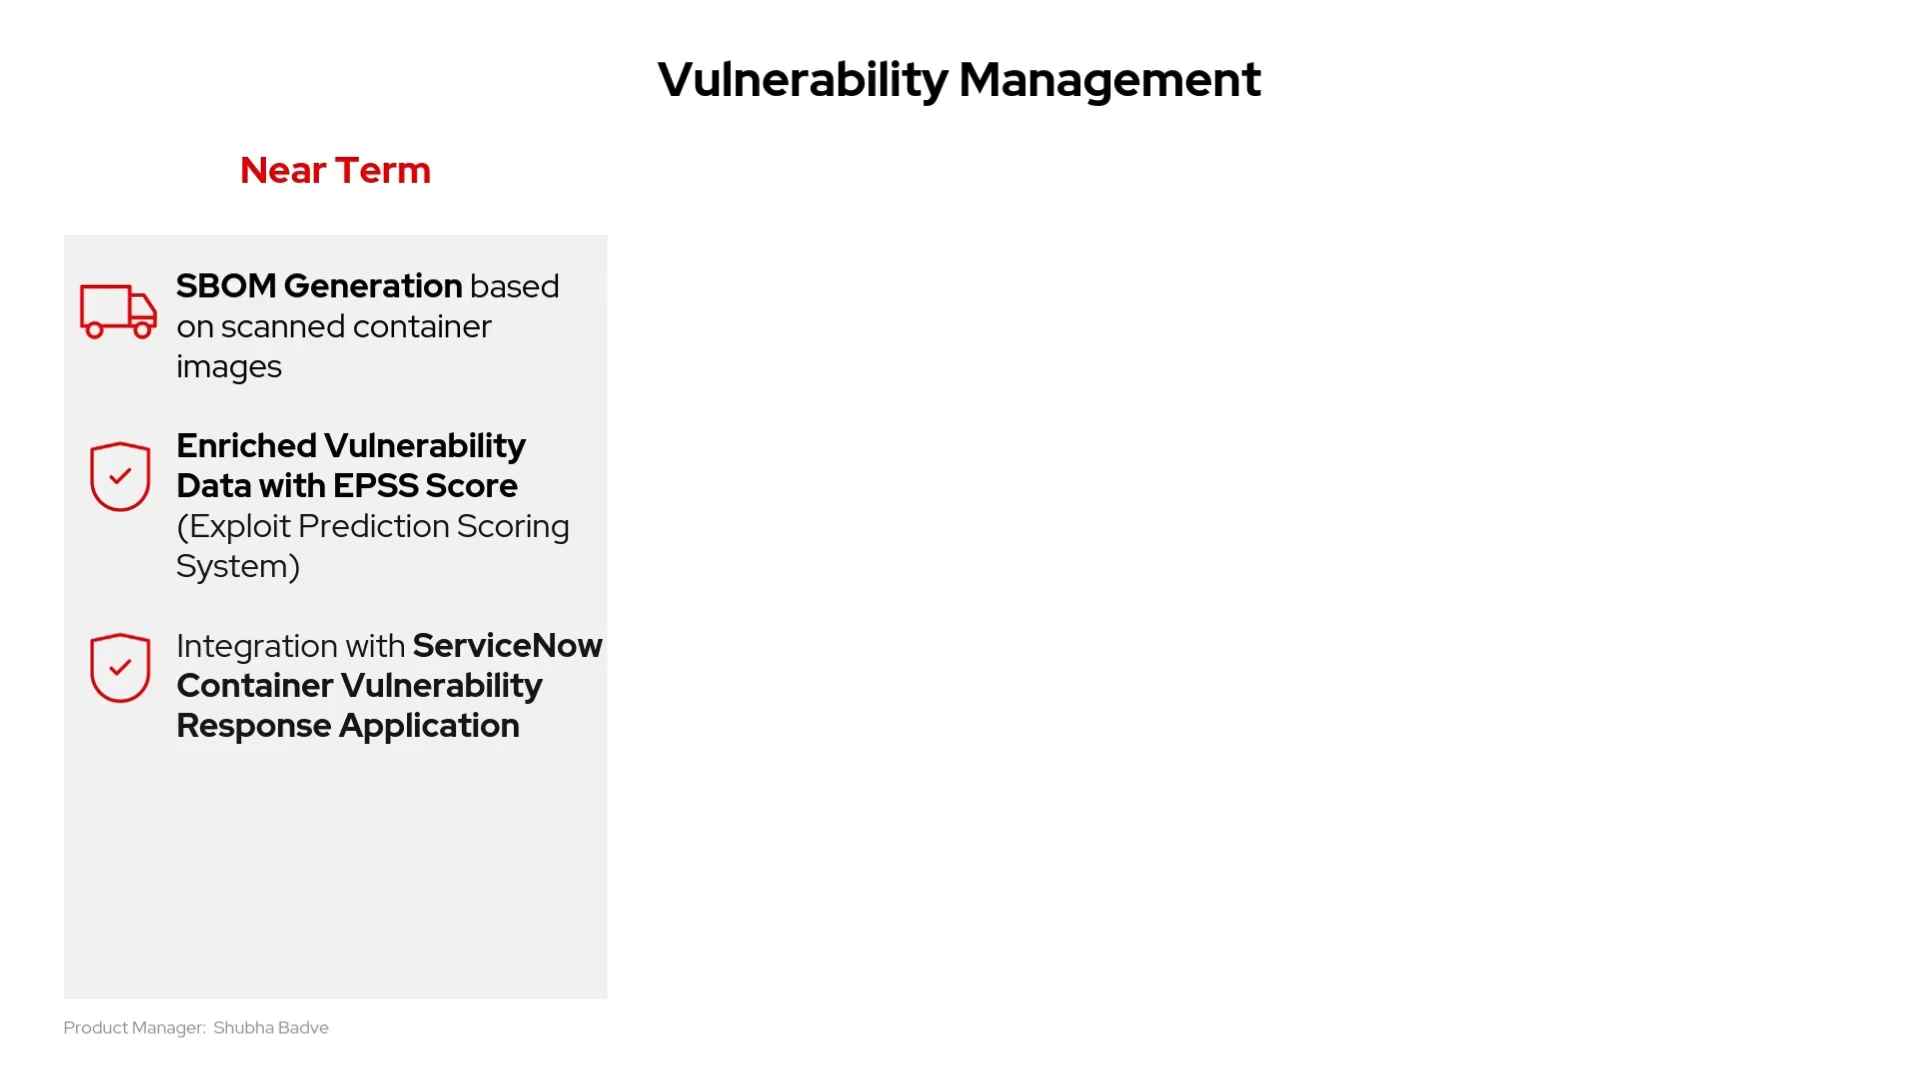 Vulnerability Management
Near Term
SBOM Generation based
on scanned container
images
Enriched Vulnerability
Data with EPSS Score
(Exploit Prediction Scoring
System)
Integration with ServiceNow
Container Vulnerability
Response Application
Product Manager: Shubha Badve